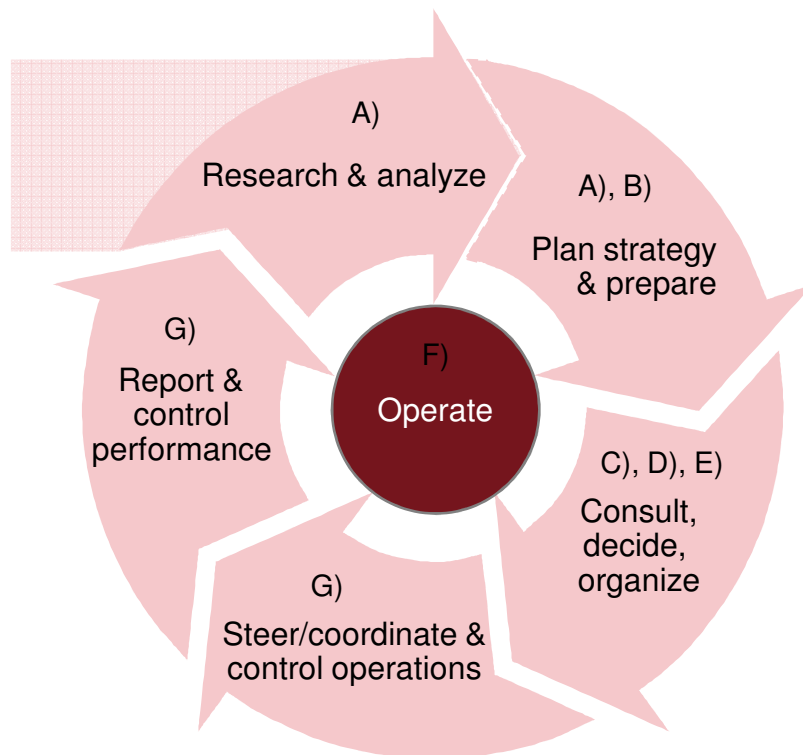 A)
Research & analyze
A), B)
Plan strategy
& prepare
C), D), E)
Consult,
decide,
organize
G)
Steer/coordinate &
control operations
G)
Report &
control
performance
F)
Operate